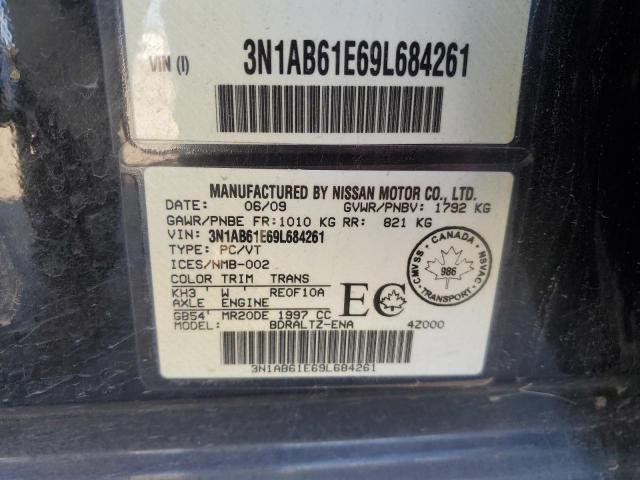 VIN (I) 3N1AB61E69L684261
MANUFACTURED BY NISSAN MOTOR CO., LTD.
DATE: 06/09 GVWR/PNBV: 1792 KG
GAWR/PNBE FR: 1010 KG RR: 821 KG
VIN: 3N1AB61E69L684261
TYPE: PC/VT
ICES/NMB-002
COLOR TRIM TRANS
KH3 W RE0F10A
AXLE ENGINE
GB54 MR20DE 1997 CC
MODEL: BDRALTZ-ENA 4Z000
EC
CANADA
CMVSS
NSVAC
986
TRANSPORT
3N1AB61E69L684261